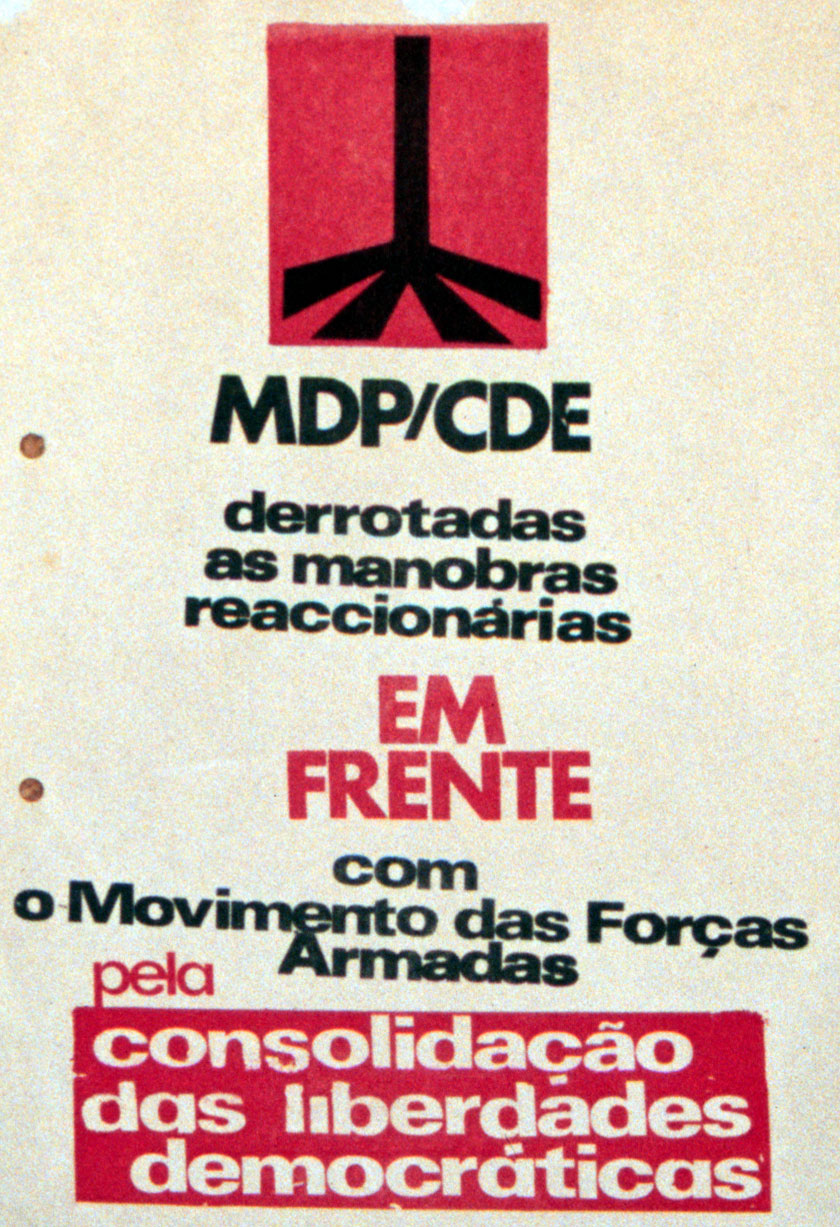 MDP/CDE
derrotadas
as manobras
reaccionárias
EM
FRENTE
com
o Movimento das Forças
Armadas
pela
consolidação
das liberdades
democráticas